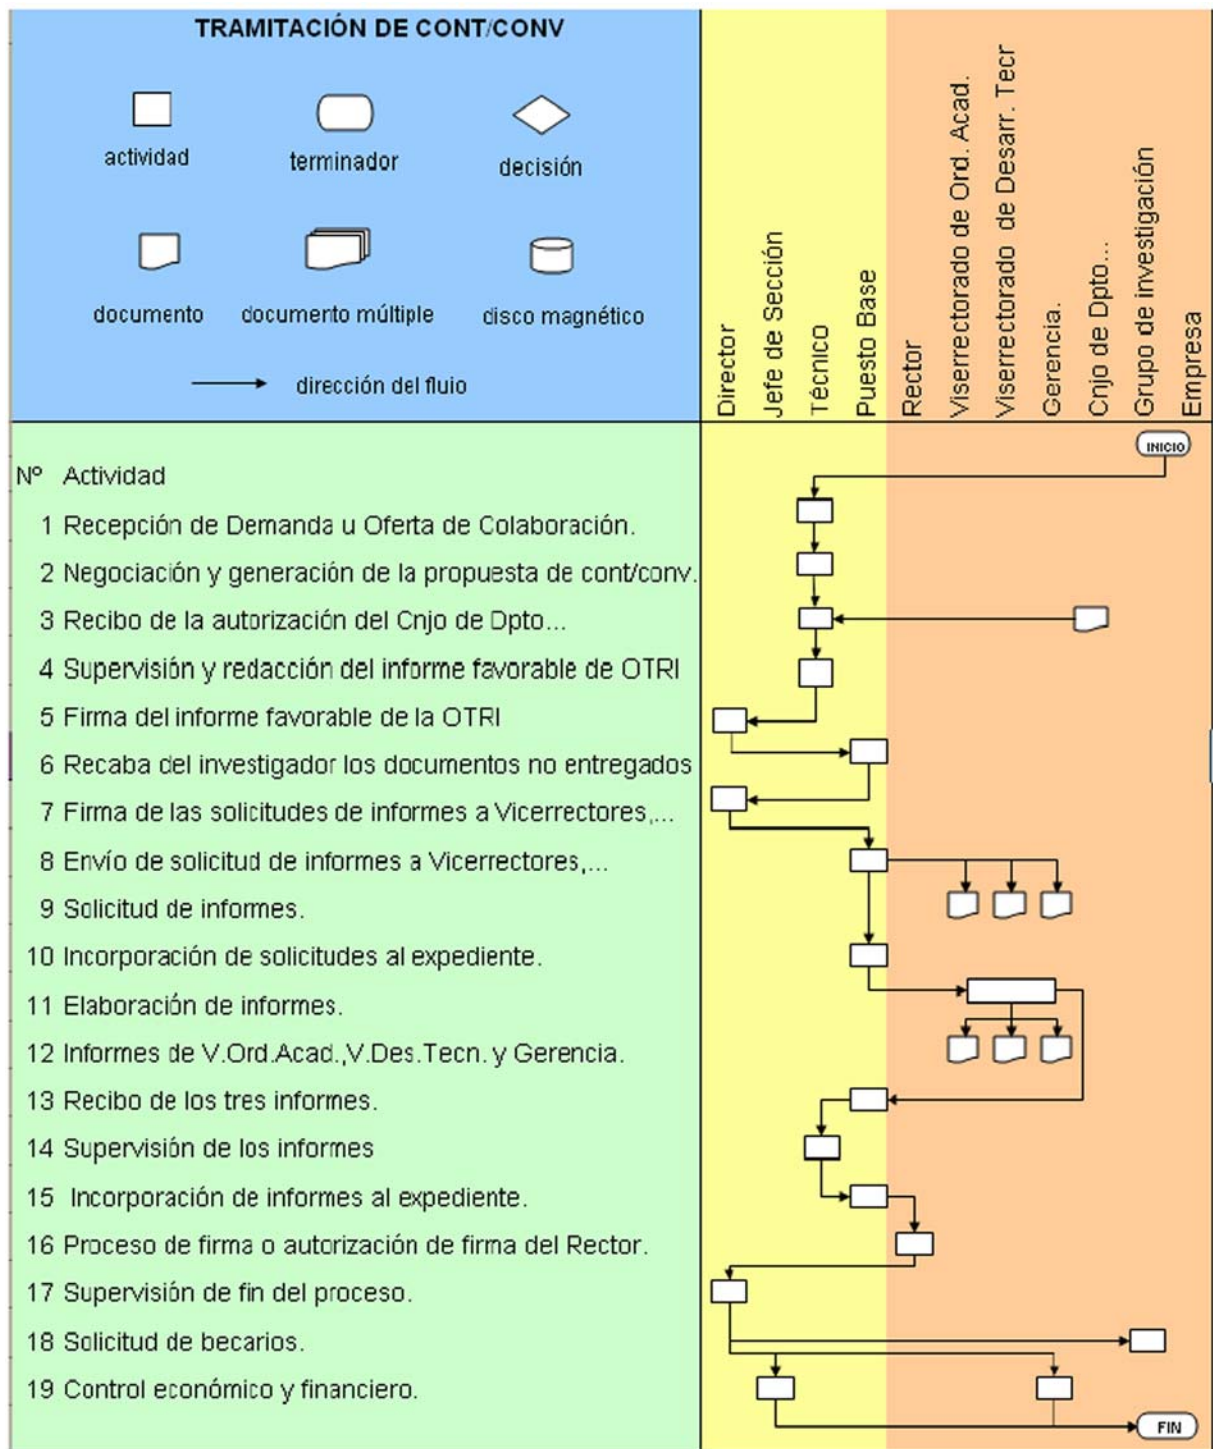 TRAMITACIÓN DE CONT/CONV
actividad
terminador
decisión
documento
documento múltiple
disco magnético
dirección del fluio
Director
Jefe de Sección
Técnico
Puesto Base
Rector
Viserrectorado de Ord. Acad.
Viserrectorado de Desarr. Tecr
Gerencia.
Cnjo de Dpto...
Grupo de investigación
Empresa
INICIO
Nº Actividad
1 Recepción de Demanda u Oferta de Colaboración.
2 Negociación y generación de la propuesta de cont/conv.
3 Recibo de la autorización del Cnjo de Dpto...
4 Supervisión y redacción del informe favorable de OTRI
5 Firma del informe favorable de la OTRI
6 Recaba del investigador los documentos no entregados
7 Firma de las solicitudes de informes a Vicerrectores,...
8 Envío de solicitud de informes a Vicerrectores,...
9 Solicitud de informes.
10 Incorporación de solicitudes al expediente.
11 Elaboración de informes.
12 Informes de V.Ord.Acad.,V.Des.Tecn. y Gerencia.
13 Recibo de los tres informes.
14 Supervisión de los informes
15 Incorporación de informes al expediente.
16 Proceso de firma o autorización de firma del Rector.
17 Supervisión de fin del proceso.
18 Solicitud de becarios.
19 Control económico y financiero.
FIN